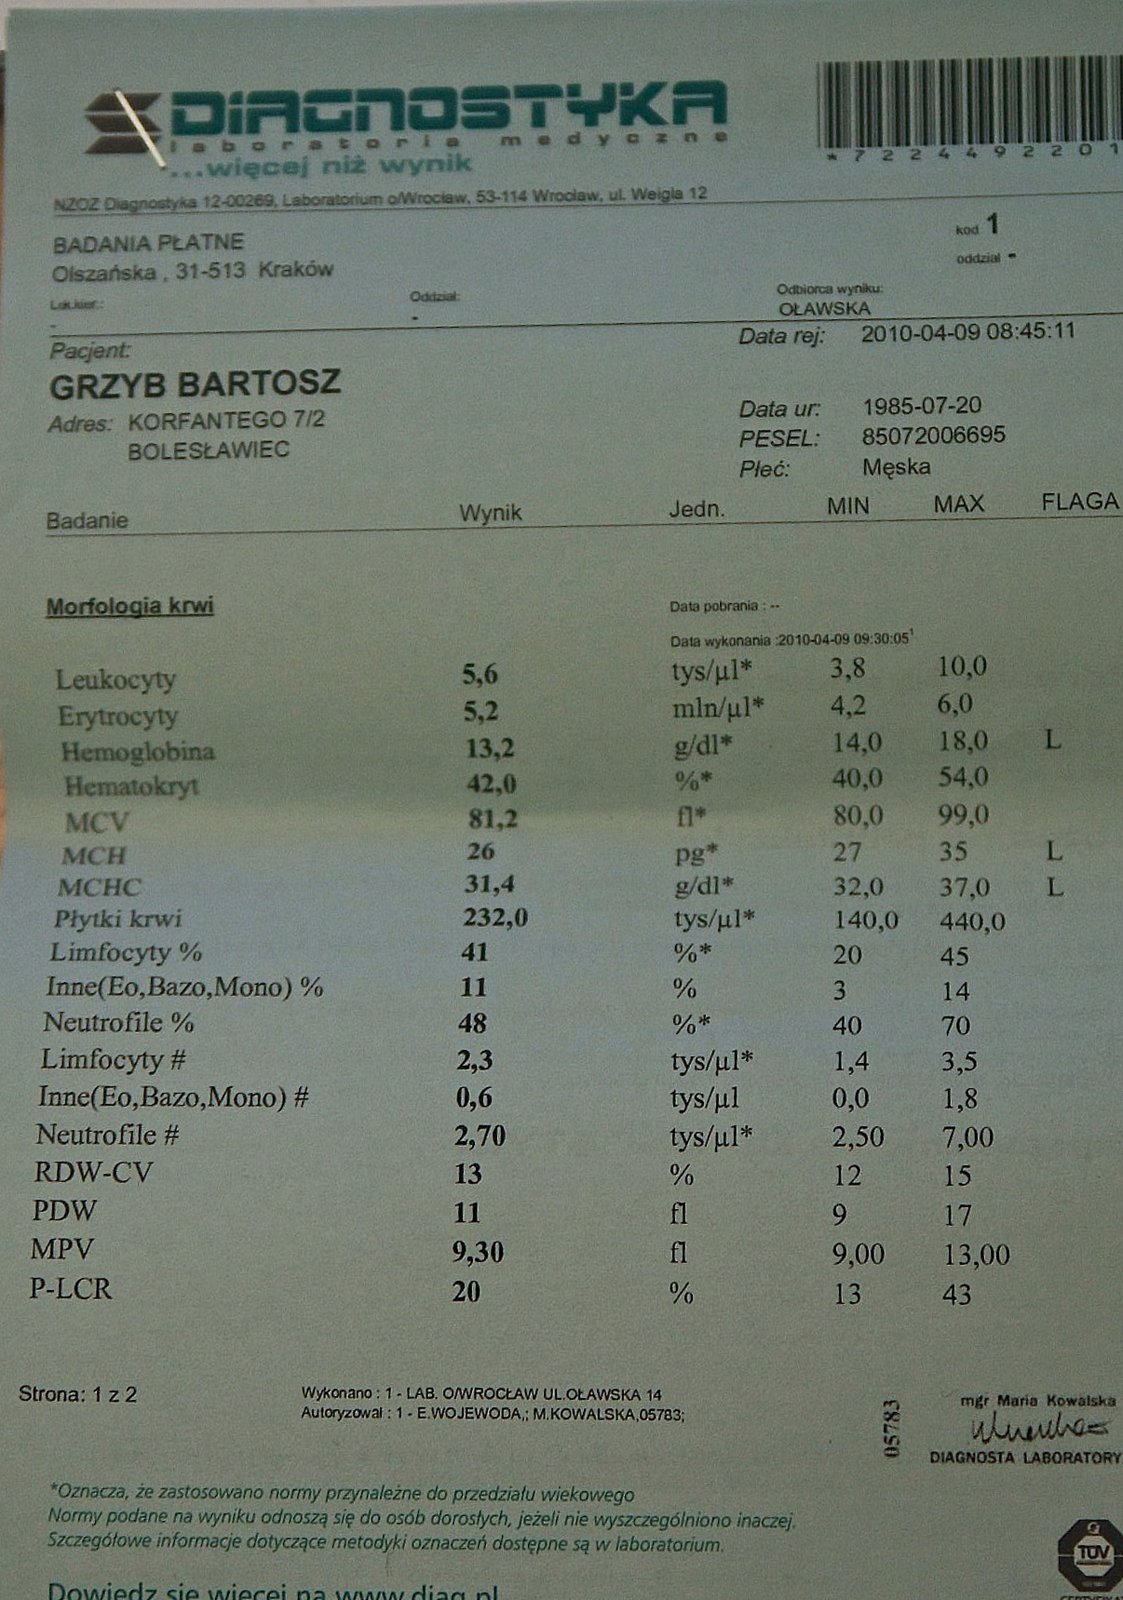 DIAGNOSTYKA
laboratoria medyczne
...więcej niż wynik
*7224492201
NZOZ Diagnostyka 12-00269, Laboratorium o/Wrocław, 53-114 Wrocław, ul. Weigla 12
BADANIA PŁATNE
kod 1
Olszańska , 31-513 Kraków
oddział -
Lekarz: Oddział: Odbiorca wyniku:
- - OŁAWSKA
Pacjent: Data rej: 2010-04-09 08:45:11
GRZYB BARTOSZ
Adres: KORFANTEGO 7/2 Data ur: 1985-07-20
BOLESŁAWIEC PESEL: 85072006695
Płeć: Męska
Badanie Wynik Jedn. MIN MAX FLAGA
Morfologia krwi Data pobrania : --
Data wykonania :2010-04-09 09:30:05¹
Leukocyty 5,6 tys/µl* 3,8 10,0
Erytrocyty 5,2 mln/µl* 4,2 6,0
Hemoglobina 13,2 g/dl* 14,0 18,0 L
Hematokryt 42,0 %* 40,0 54,0
MCV 81,2 fl* 80,0 99,0
MCH 26 pg* 27 35 L
MCHC 31,4 g/dl* 32,0 37,0 L
Płytki krwi 232,0 tys/µl* 140,0 440,0
Limfocyty % 41 %* 20 45
Inne(Eo,Bazo,Mono) % 11 % 3 14
Neutrofile % 48 %* 40 70
Limfocyty # 2,3 tys/µl* 1,4 3,5
Inne(Eo,Bazo,Mono) # 0,6 tys/µl 0,0 1,8
Neutrofile # 2,70 tys/µl* 2,50 7,00
RDW-CV 13 % 12 15
PDW 11 fl 9 17
MPV 9,30 fl 9,00 13,00
P-LCR 20 % 13 43
Strona: 1 z 2
Wykonano : 1 - LAB. O/WROCŁAW UL.OŁAWSKA 14
Autoryzował : 1 - E.WOJEWODA,; M.KOWALSKA,05783;
05783
mgr Maria Kowalska
DIAGNOSTA LABORATORY
*Oznacza, że zastosowano normy przynależne do przedziału wiekowego
Normy podane na wyniku odnoszą się do osób dorosłych, jeżeli nie wyszczególniono inaczej.
Szczegółowe informacje dotyczące metodyki oznaczeń dostępne są w laboratorium.
TÜV
Dowiedz się więcej na www.diag.pl